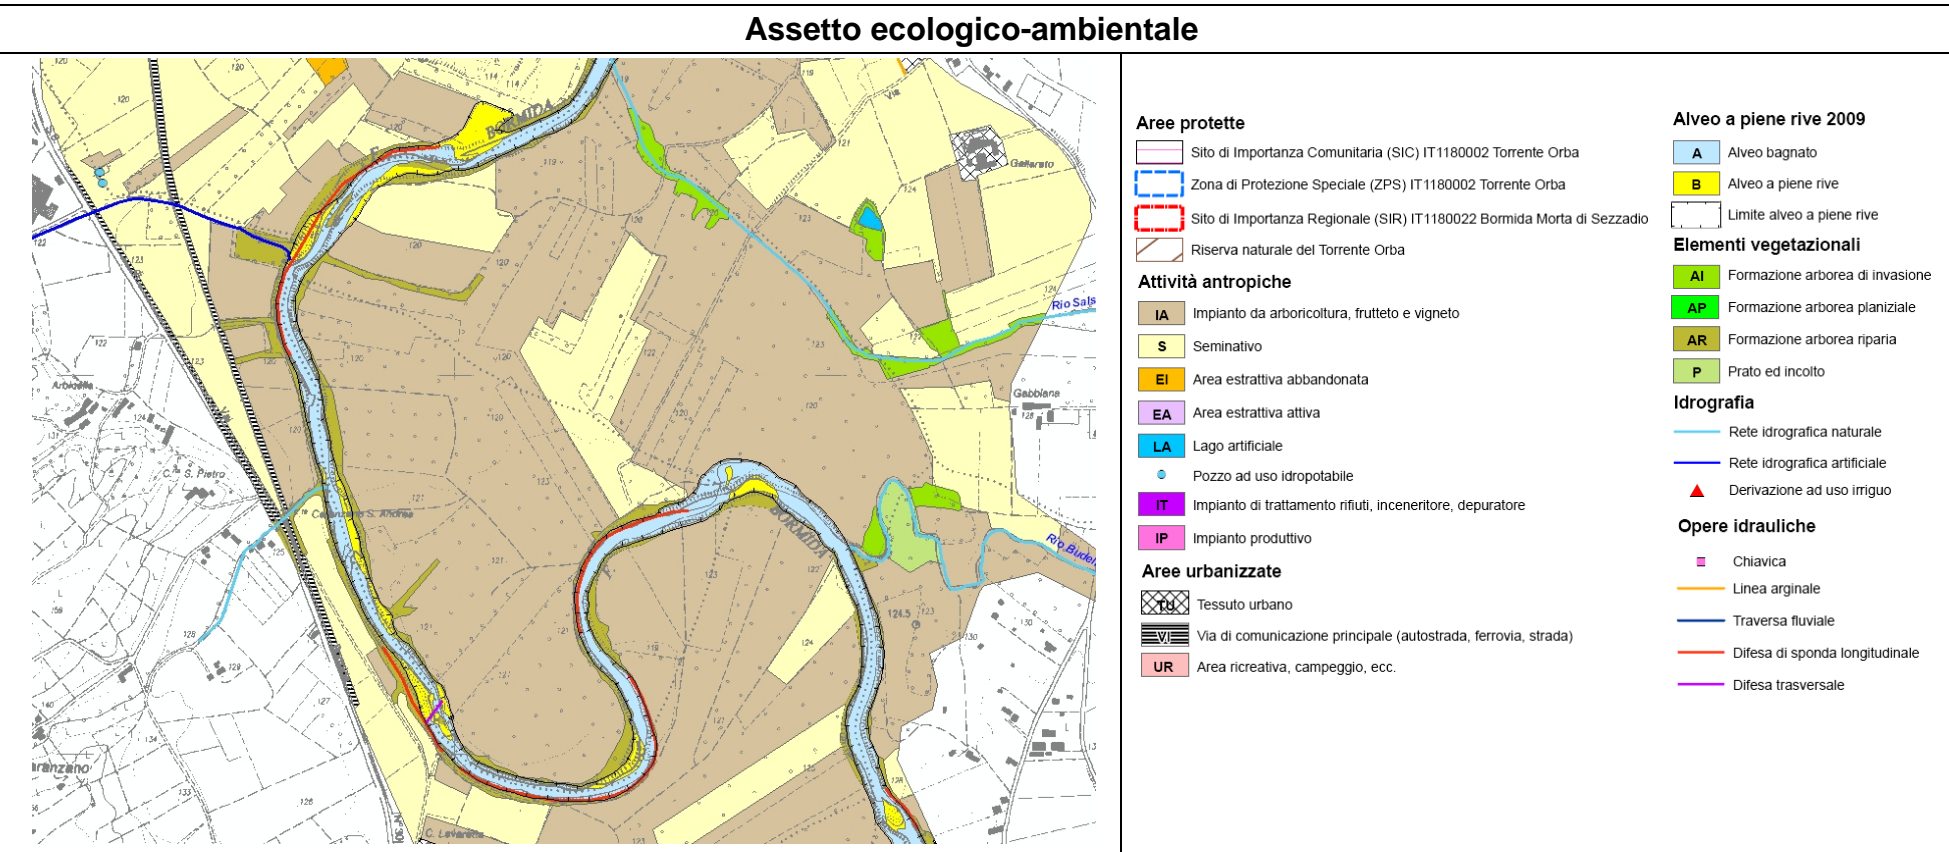 Assetto ecologico-ambientale
BORMIDA
Gallareto
Rio Sals
Gabbiana
C. S. Pietro
BORMIDA
Rio Budel
aranzano
Aree protette
Sito di Importanza Comunitaria (SIC) IT1180002 Torrente Orba
Zona di Protezione Speciale (ZPS) IT1180002 Torrente Orba
Sito di Importanza Regionale (SIR) IT1180022 Bormida Morta di Sezzadio
Riserva naturale del Torrente Orba
Attività antropiche
IA Impianto da arboricoltura, frutteto e vigneto
S Seminativo
EI Area estrattiva abbandonata
EA Area estrattiva attiva
LA Lago artificiale
Pozzo ad uso idropotabile
IT Impianto di trattamento rifiuti, inceneritore, depuratore
IP Impianto produttivo
Aree urbanizzate
TU Tessuto urbano
VI Via di comunicazione principale (autostrada, ferrovia, strada)
UR Area ricreativa, campeggio, ecc.
Alveo a piene rive 2009
A Alveo bagnato
B Alveo a piene rive
Limite alveo a piene rive
Elementi vegetazionali
AI Formazione arborea di invasione
AP Formazione arborea planiziale
AR Formazione arborea riparia
P Prato ed incolto
Idrografia
Rete idrografica naturale
Rete idrografica artificiale
Derivazione ad uso irriguo
Opere idrauliche
Chiavica
Linea arginale
Traversa fluviale
Difesa di sponda longitudinale
Difesa trasversale